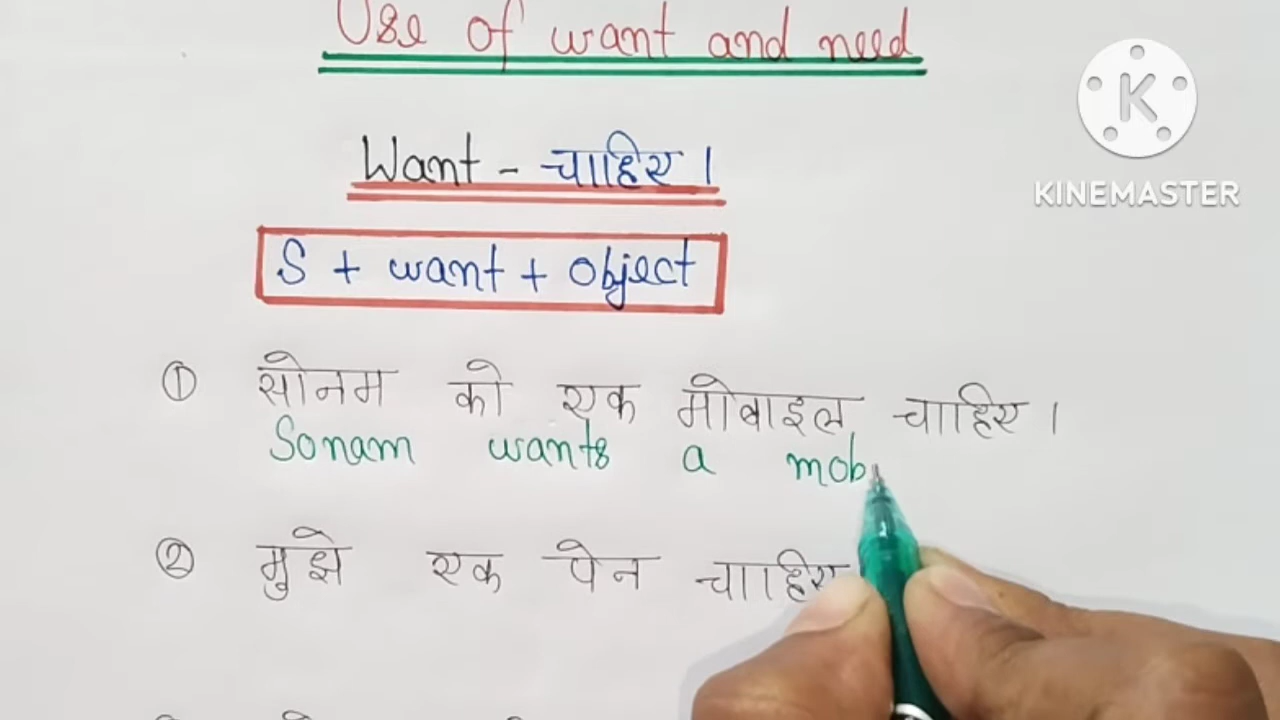 Use of want and need
Want - चाहिए ।
S + want + object
① सोनम को एक मोबाइल चाहिए ।
Sonam wants a mob
② मुझे एक पेन चाहिए
K
KINEMASTER